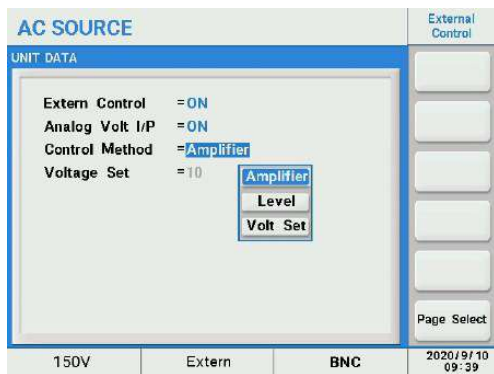 AC SOURCE
External
Control
UNIT DATA
Extern Control =ON
Analog Volt I/P =ON
Control Method =Amplifier
Voltage Set =10
Amplifier
Level
Volt Set
Page Select
150V
Extern
BNC
2020/9/10
09:39